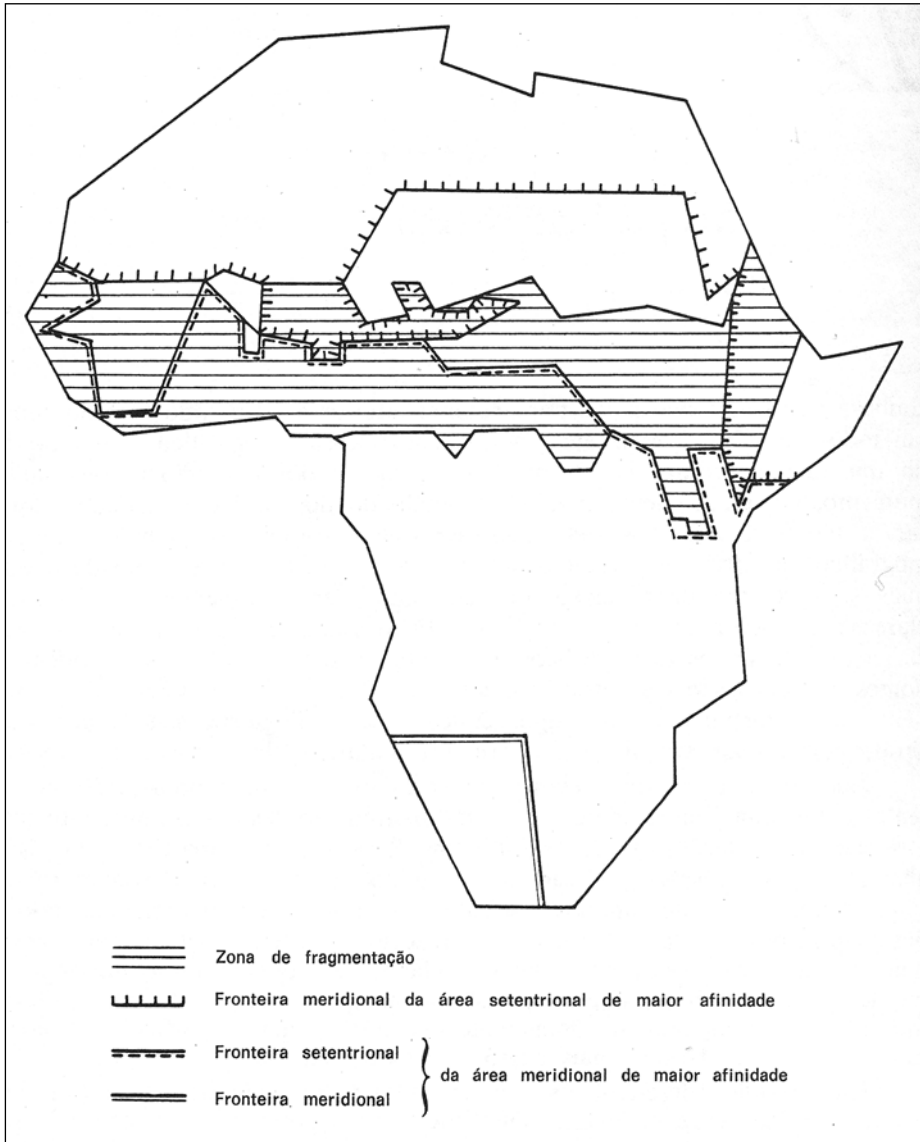 Zona de fragmentação
Fronteira meridional da área setentrional de maior afinidade
Fronteira setentrional
da área meridional de maior afinidade
Fronteira meridional